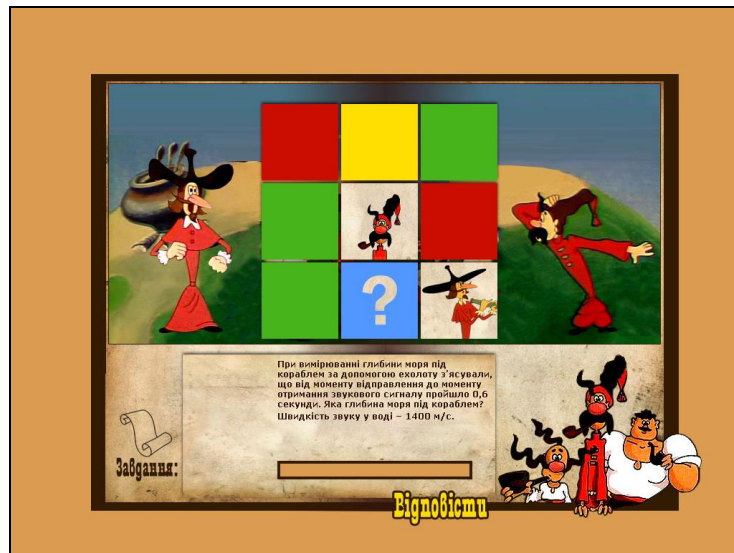 ?
При вимірюванні глибини моря під
кораблем за допомогою ехолоту з'ясували,
що від моменту відправлення до моменту
отримання звукового сигналу пройшло 0,6
секунди. Яка глибина моря під кораблем?
Швидкість звуку у воді – 1400 м/с.
Завдання:
Відповісти